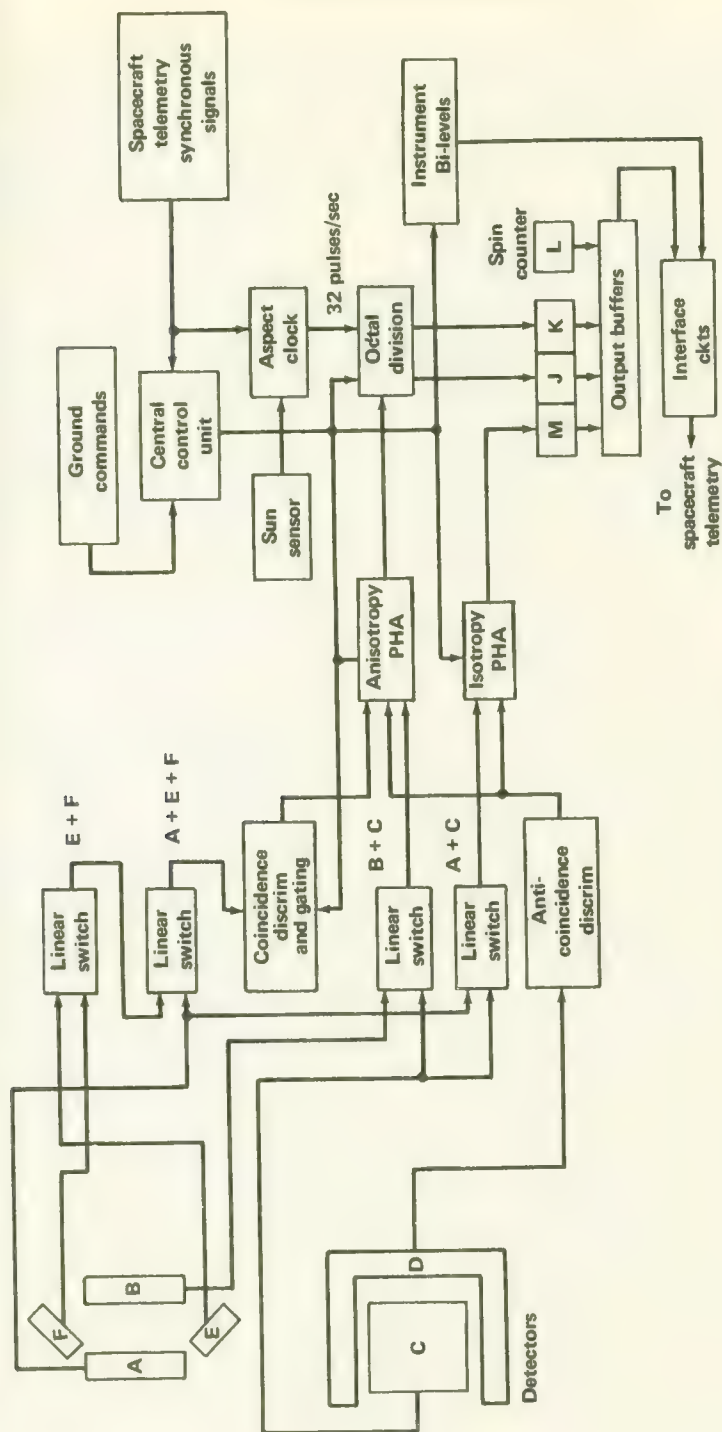 Ground
commands
Spacecraft
telemetry
synchronous
signals
Central
control
unit
Sun
sensor
Aspect
clock
32 pulses/sec
Octal
division
Instrument
Bi-levels
Spin
counter
L
K
J
M
Output buffers
Interface
ckts
To
spacecraft
telemetry
E + F
Linear
switch
A + E + F
Linear
switch
Coincidence
discrim
and gating
Anisotropy
PHA
B + C
Linear
switch
A + C
Linear
switch
Isotropy
PHA
Anti-
coincidence
discrim
F
B
A
E
D
C
Detectors